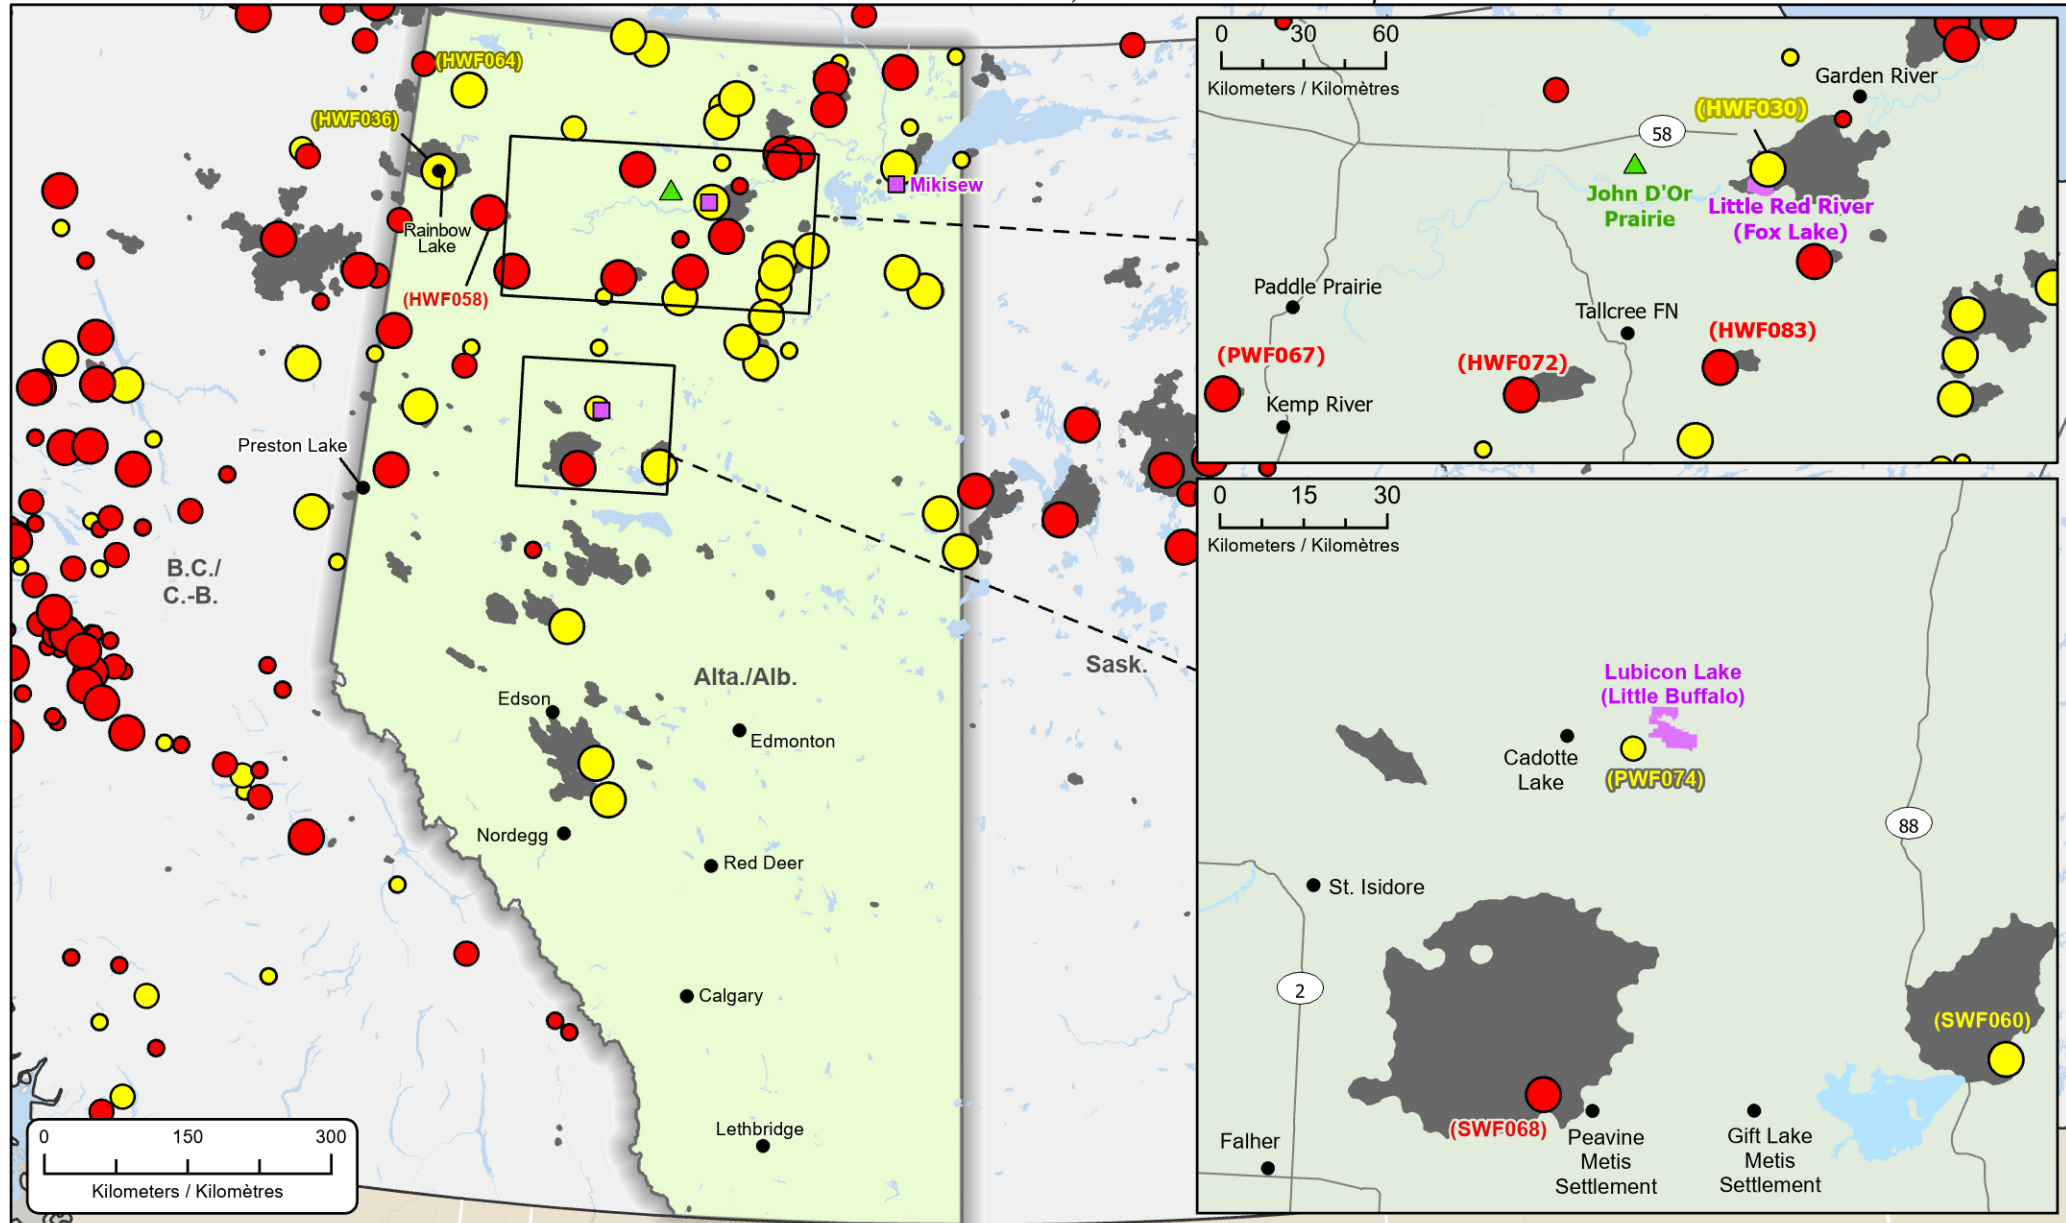 (HWF064)
(HWF036)
Rainbow
Lake
(HWF058)
Mikisew
Preston Lake
B.C./
C.-B.
Alta./Alb.
Sask.
Edson
Edmonton
Nordegg
Red Deer
Calgary
Lethbridge
0 150 300
Kilometers / Kilomètres
0 30 60
Kilometers / Kilomètres
Garden River
(HWF030)
58
John D'Or
Prairie
Little Red River
(Fox Lake)
Paddle Prairie
Tallcree FN
(HWF083)
(PWF067)
(HWF072)
Kemp River
0 15 30
Kilometers / Kilomètres
Lubicon Lake
(Little Buffalo)
Cadotte
Lake
(PWF074)
88
St. Isidore
2
(SWF060)
(SWF068)
Falher
Peavine
Metis
Settlement
Gift Lake
Metis
Settlement